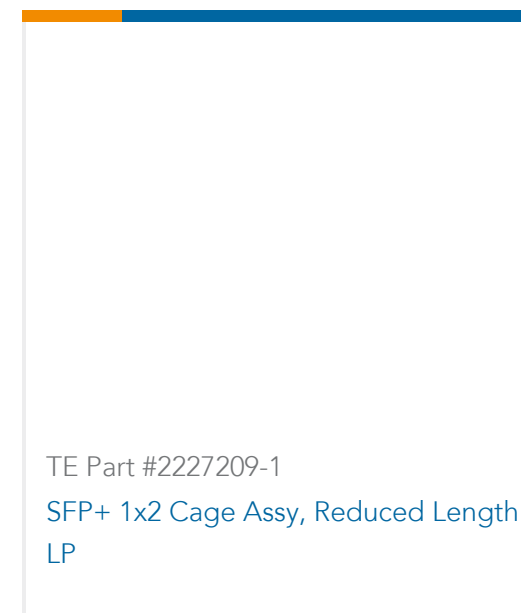 TE Part #2227209-1
SFP+ 1x2 Cage Assy, Reduced Length
LP